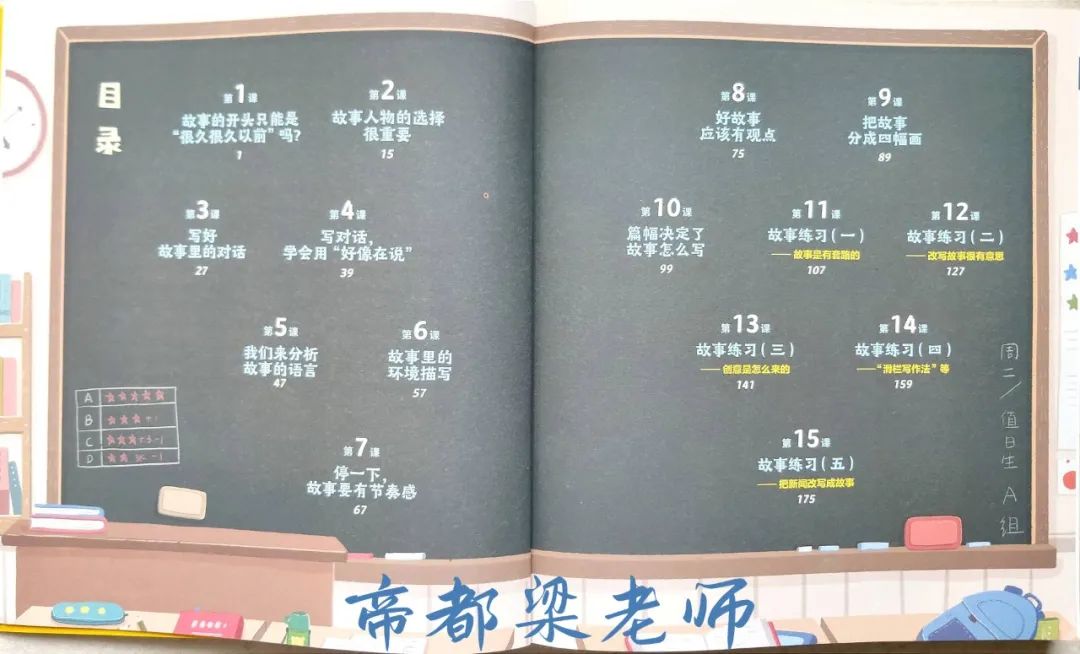 目录
第1课
故事的开头只能是
“很久很久以前”吗?
1
第2课
故事人物的选择
很重要
15
第3课
写好
故事里的对话
27
第4课
写对话,
学会用“好像在说”
39
第5课
我们来分析
故事的语言
47
第6课
故事里的
环境描写
57
第7课
停一下,
故事要有节奏感
67
A ★★★★★
B ★★★
C ★★★
D ★★
第8课
好故事
应该有观点
75
第9课
把故事
分成四幅画
89
第10课
篇幅决定了
故事怎么写
99
第11课
故事练习(一)
——故事是有套路的
107
第12课
故事练习(二)
——改写故事很有意思
127
第13课
故事练习(三)
——创意是怎么来的
141
第14课
故事练习(四)
——“滑栏写作法”等
159
第15课
故事练习(五)
——把新闻改写成故事
175
周二/值日生 A组
帝都梁老师